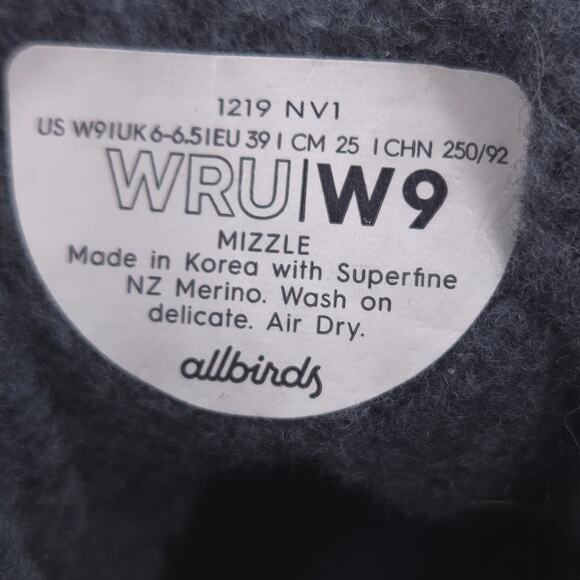 1219 NV1
US W9|UK 6-6.5|EU 39| CM 25 | CHN 250/92
WRU|W9
MIZZLE
Made in Korea with Superfine
NZ Merino. Wash on
delicate. Air Dry.
allbirds